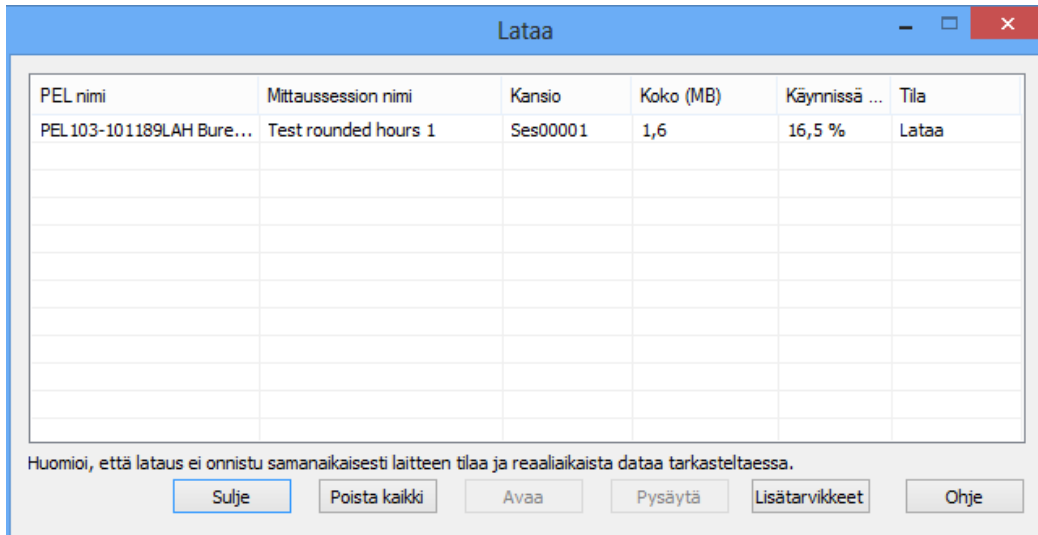 Lataa
PEL nimi Mittaussession nimi Kansio Koko (MB) Käynnissä ... Tila
PEL103-101189LAH Bure... Test rounded hours 1 Ses00001 1,6 16,5 % Lataa
Huomioi, että lataus ei onnistu samanaikaisesti laitteen tilaa ja reaaliaikaista dataa tarkasteltaessa.
Sulje Poista kaikki Avaa Pysäytä Lisätarvikkeet Ohje